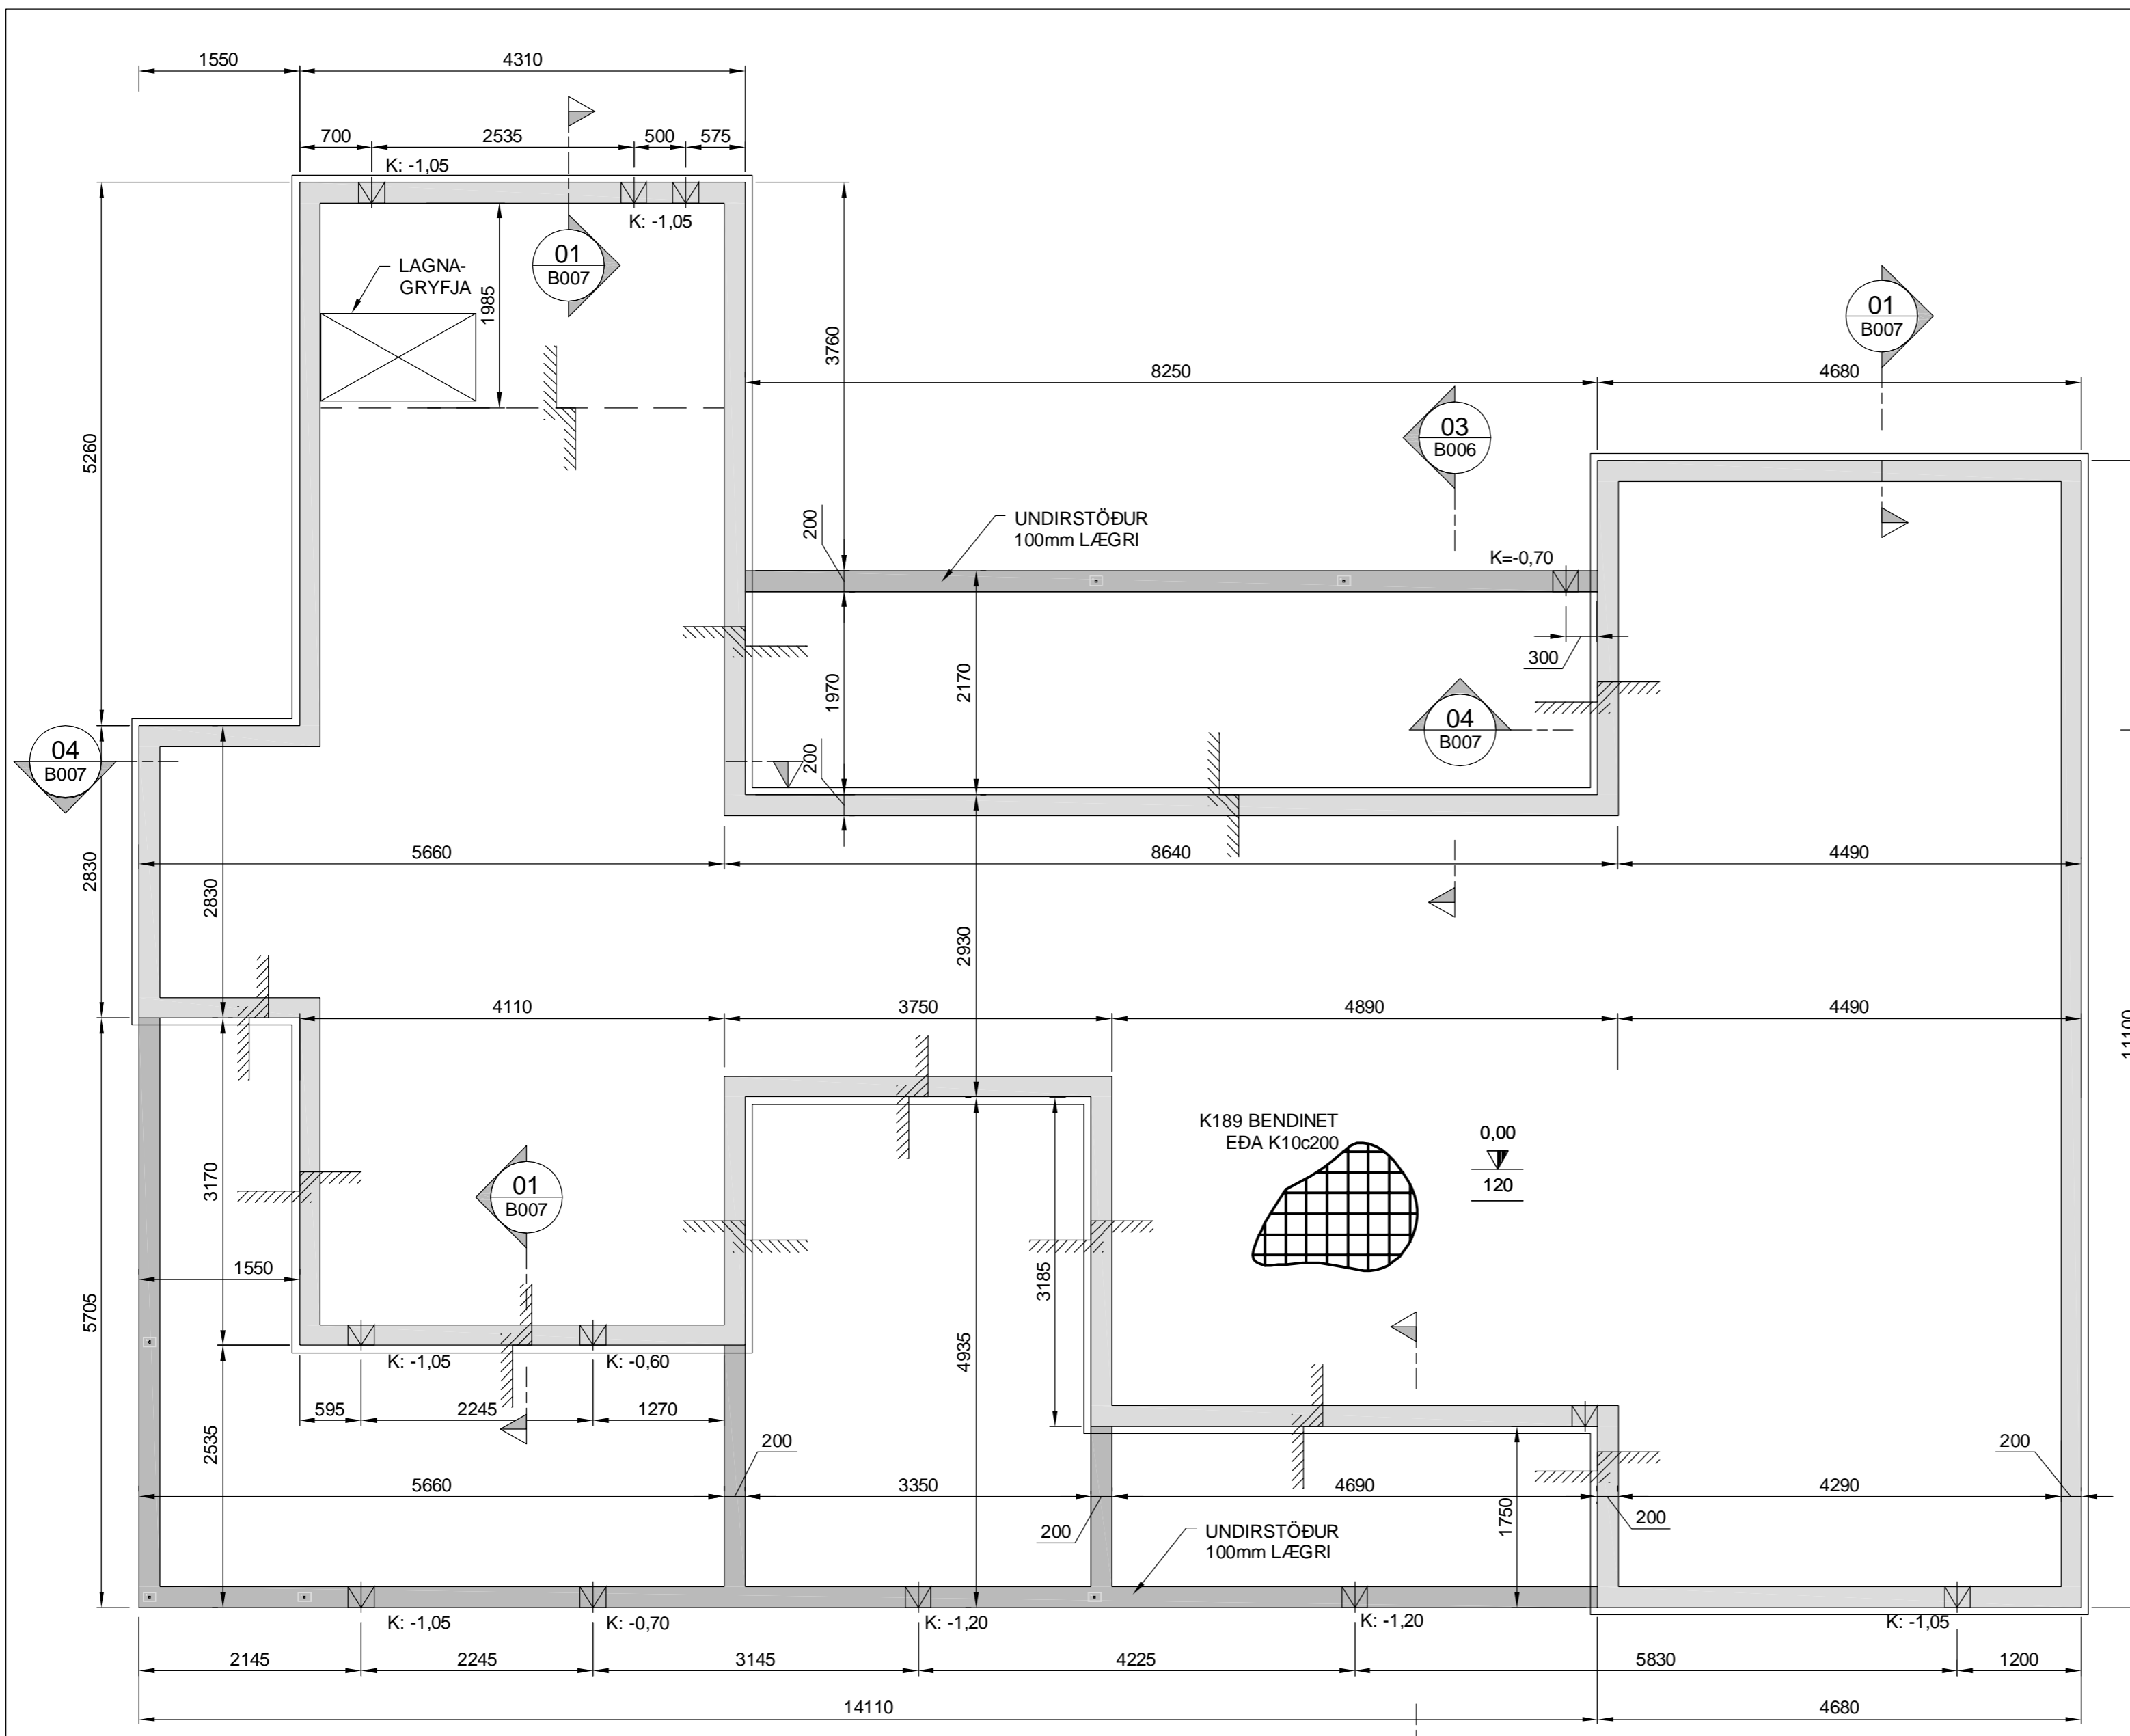 1550
4310
700
2535
500
575
K: -1,05
K: -1,05
01
B007
LAGNA-
GRYFJA
1985
3760
5260
01
B007
8250
4680
03
B006
200
UNDIRSTÖÐUR
100mm LÆGRI
K=-0,70
300
1970
2170
04
B007
04
B007
200
5660
8640
4490
2830
2830
2930
4110
3750
4890
4490
11100
K189 BENDINET
EÐA K10c200
0,00
120
3170
01
B007
1550
3185
5705
4935
K: -1,05
K: -0,60
595
2245
1270
2535
200
200
5660
3350
4690
4290
1750
200
200
UNDIRSTÖÐUR
100mm LÆGRI
K: -1,05
K: -0,70
K: -1,20
K: -1,20
K: -1,05
2145
2245
3145
4225
5830
1200
14110
4680